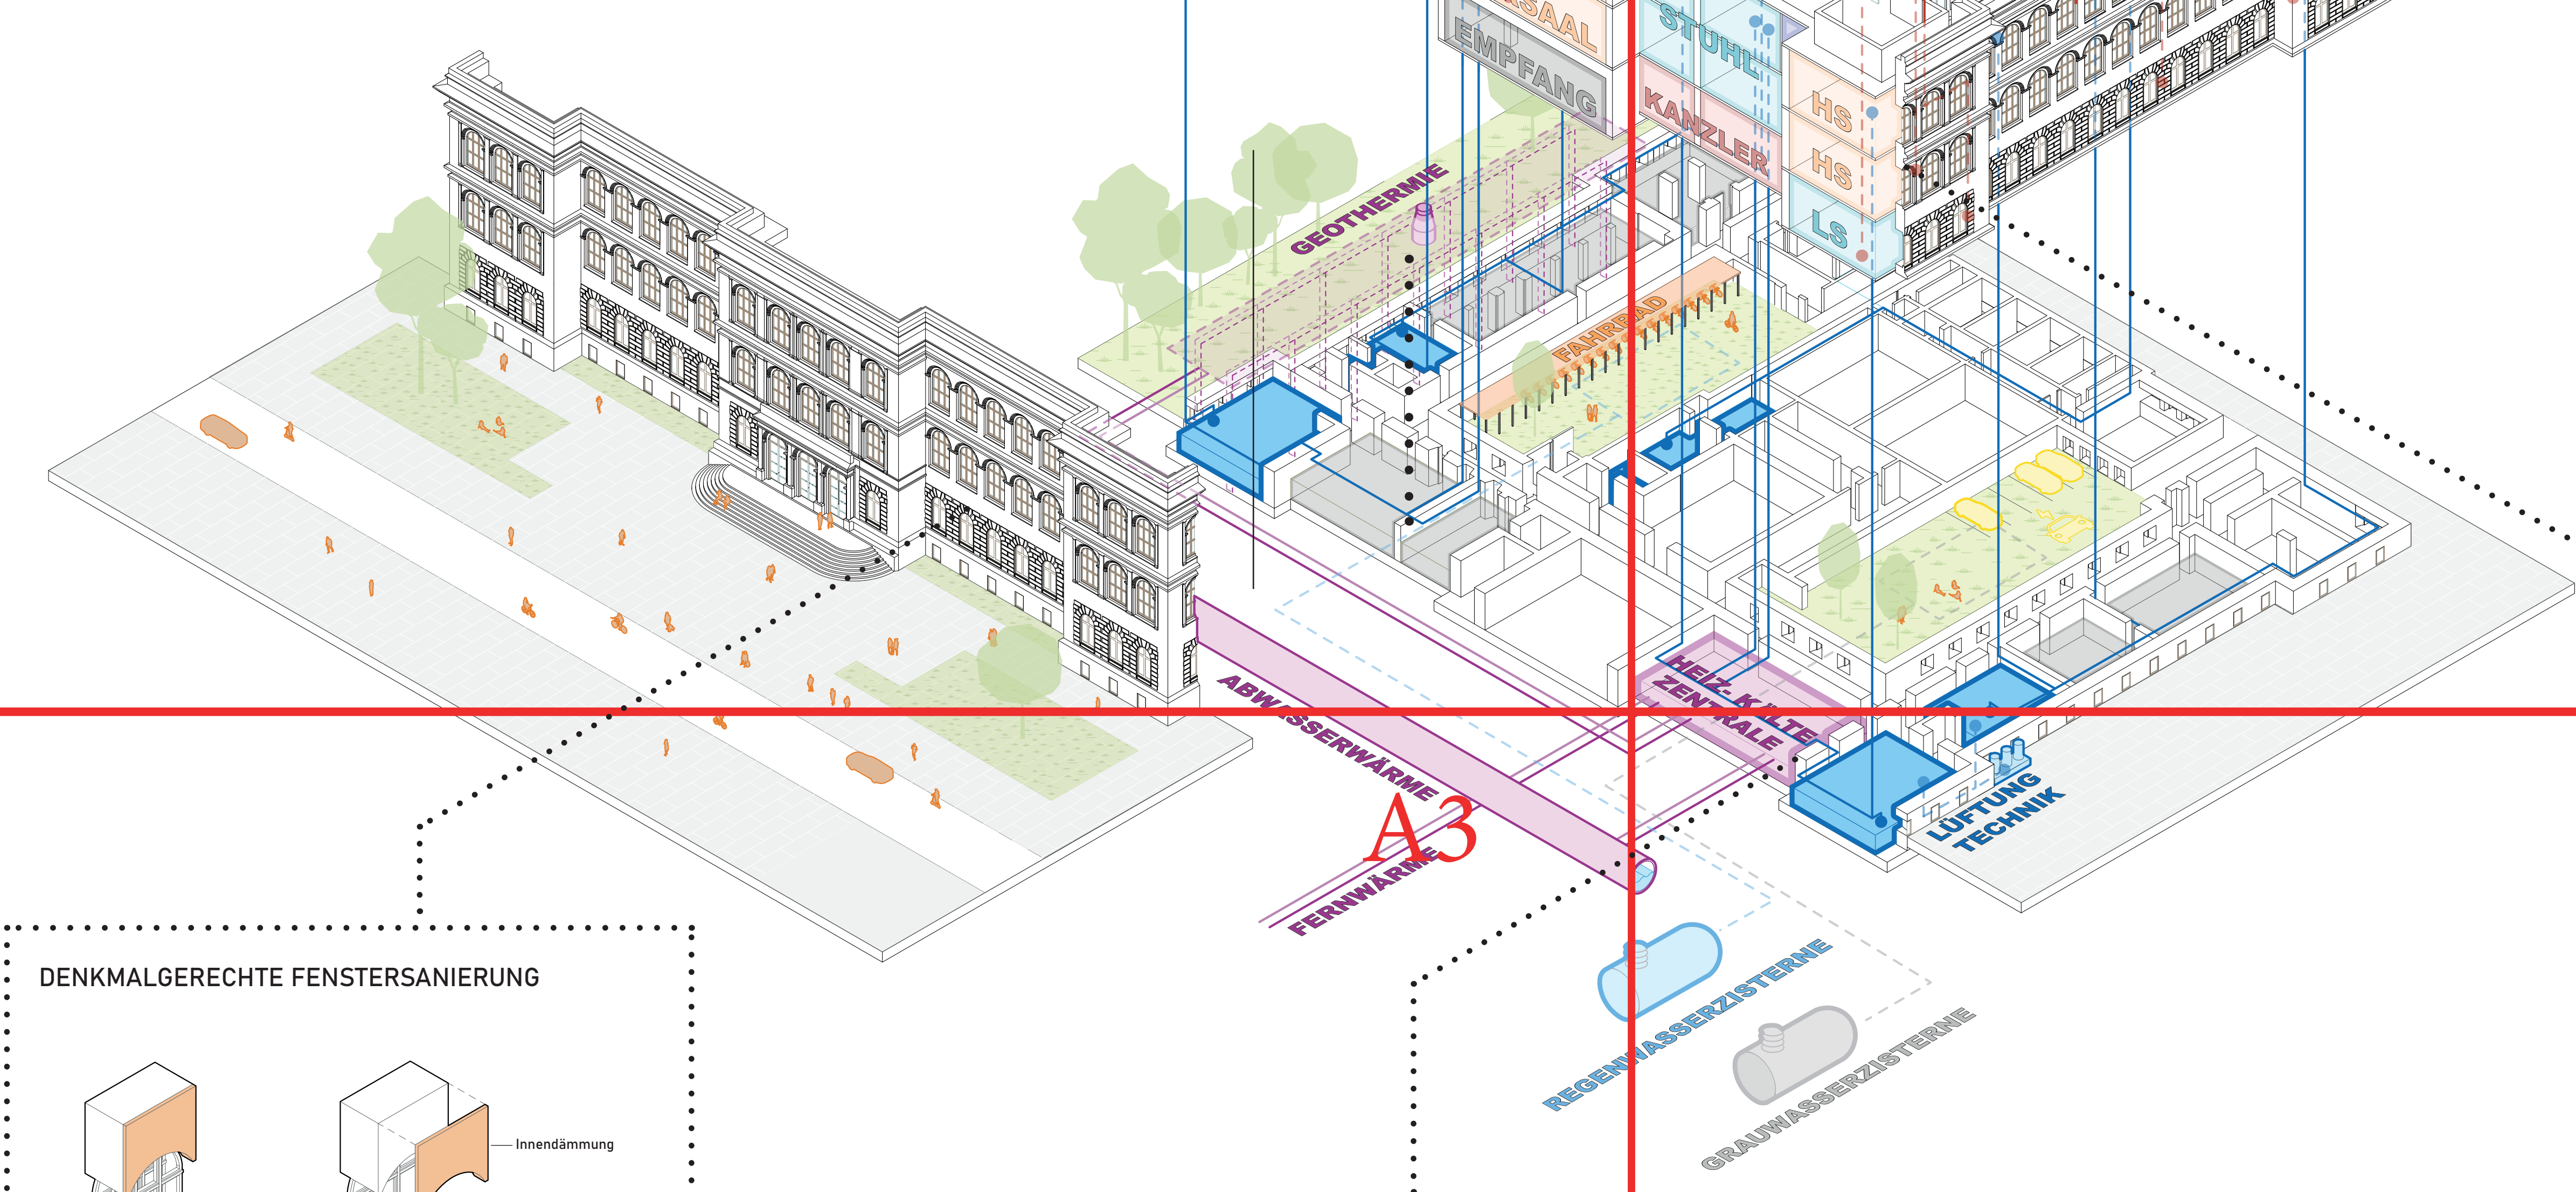 SAAL
EMPFANG
STUHL
KANZLER
HS
HS
LS
GEOTHERMIE
FAHRRAD
HEIZ-KÄLTE
ZENTRALE
ABWASSERWÄRME
A3
FERNWÄRME
LÜFTUNG
TECHNIK
REGENWASSERZISTERNE
GRAUWASSERZISTERNE
DENKMALGERECHTE FENSTERSANIERUNG
Innendämmung